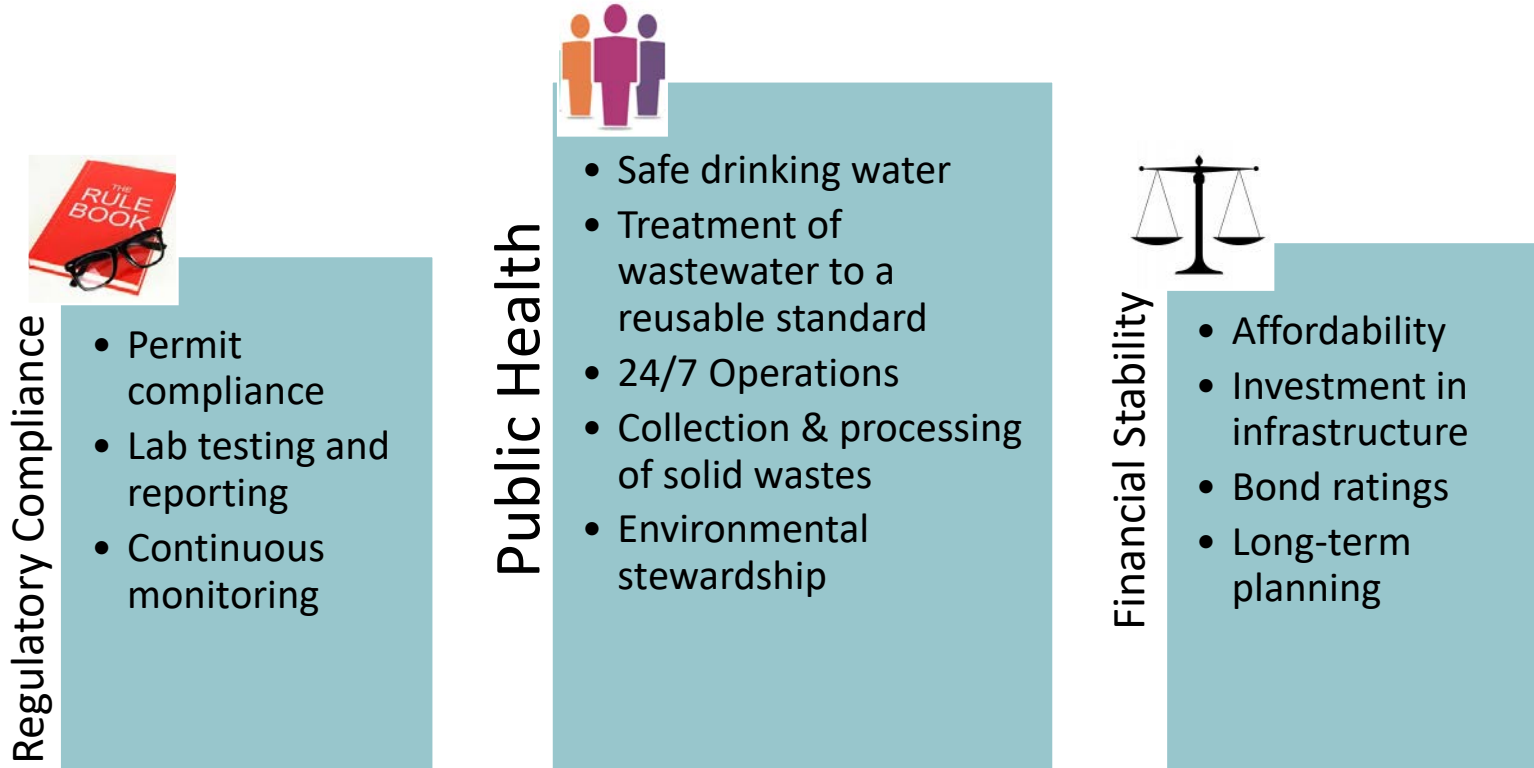 THE
RULE
BOOK
Regulatory Compliance
• Permit
compliance
• Lab testing and
reporting
• Continuous
monitoring
Public Health
• Safe drinking water
• Treatment of
wastewater to a
reusable standard
• 24/7 Operations
• Collection & processing
of solid wastes
• Environmental
stewardship
Financial Stability
• Affordability
• Investment in
infrastructure
• Bond ratings
• Long-term
planning